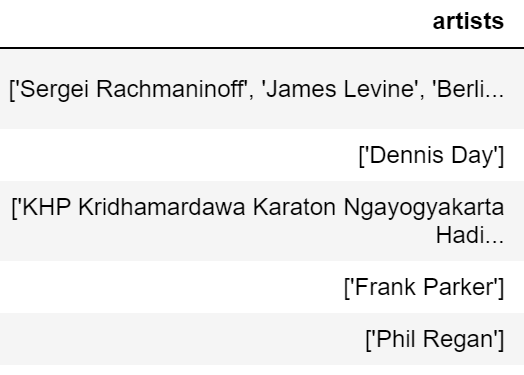 artists
['Sergei Rachmaninoff', 'James Levine', 'Berli...
['Dennis Day']
['KHP Kridhamardawa Karaton Ngayogyakarta
Hadi...
['Frank Parker']
['Phil Regan']